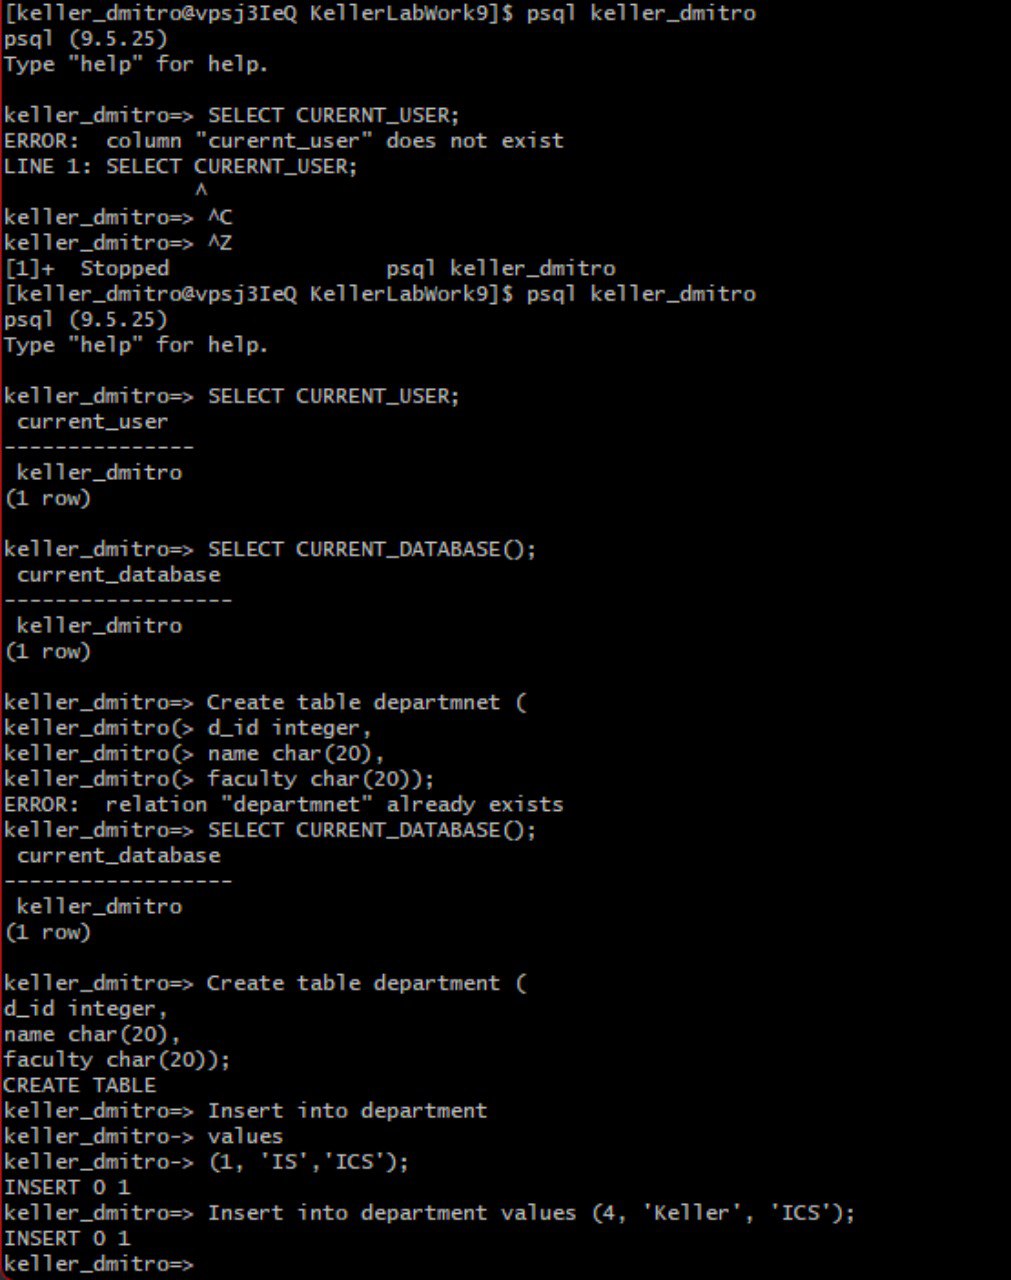 [keller_dmitro@vpsj3IeQ KellerLabWork9]$ psql keller_dmitro
psql (9.5.25)
Type "help" for help.
keller_dmitro=> SELECT CURERNT_USER;
ERROR:  column "curernt_user" does not exist
LINE 1: SELECT CURERNT_USER;
^
keller_dmitro=> ^C
keller_dmitro=> ^Z
[1]+  Stopped                 psql keller_dmitro
[keller_dmitro@vpsj3IeQ KellerLabWork9]$ psql keller_dmitro
psql (9.5.25)
Type "help" for help.
keller_dmitro=> SELECT CURRENT_USER;
current_user
---------------
keller_dmitro
(1 row)
keller_dmitro=> SELECT CURRENT_DATABASE();
current_database
------------------
keller_dmitro
(1 row)
keller_dmitro=> Create table departmnet (
keller_dmitro(> d_id integer,
keller_dmitro(> name char(20),
keller_dmitro(> faculty char(20));
ERROR:  relation "departmnet" already exists
keller_dmitro=> SELECT CURRENT_DATABASE();
current_database
------------------
keller_dmitro
(1 row)
keller_dmitro=> Create table department (
d_id integer,
name char(20),
faculty char(20));
CREATE TABLE
keller_dmitro=> Insert into department
keller_dmitro-> values
keller_dmitro-> (1, 'IS','ICS');
INSERT 0 1
keller_dmitro=> Insert into department values (4, 'Keller', 'ICS');
INSERT 0 1
keller_dmitro=>